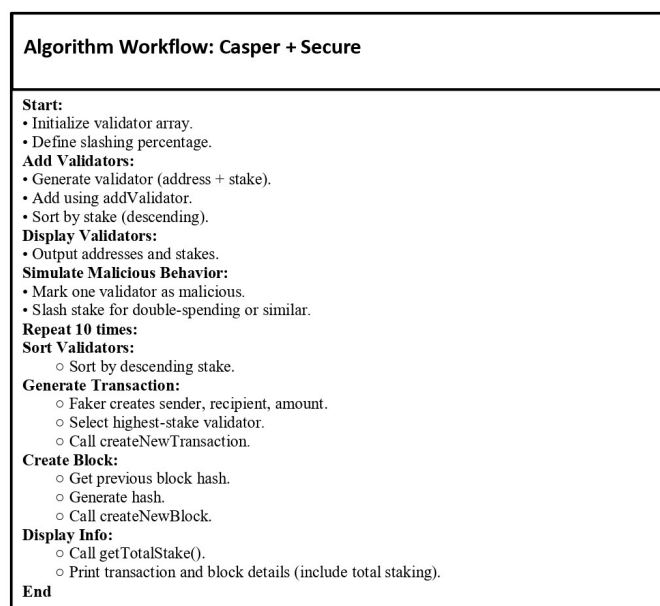 Algorithm Workflow: Casper + Secure
Start:
• Initialize validator array.
• Define slashing percentage.
Add Validators:
• Generate validator (address + stake).
• Add using addValidator.
• Sort by stake (descending).
Display Validators:
• Output addresses and stakes.
Simulate Malicious Behavior:
• Mark one validator as malicious.
• Slash stake for double-spending or similar.
Repeat 10 times:
Sort Validators:
○ Sort by descending stake.
Generate Transaction:
○ Faker creates sender, recipient, amount.
○ Select highest-stake validator.
○ Call createNewTransaction.
Create Block:
○ Get previous block hash.
○ Generate hash.
○ Call createNewBlock.
Display Info:
○ Call getTotalStake().
○ Print transaction and block details (include total staking).
End